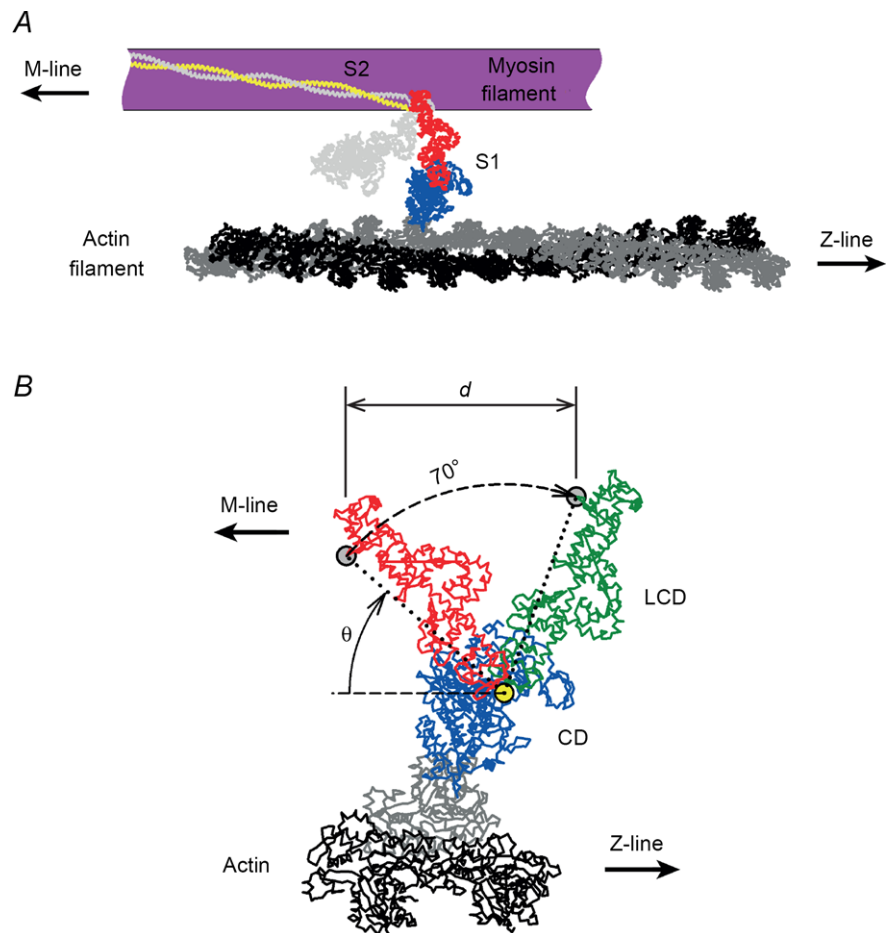 A
M-line
S2
Myosin
filament
S1
Actin
filament
Z-line
B
d
70°
M-line
LCD
θ
CD
Z-line
Actin